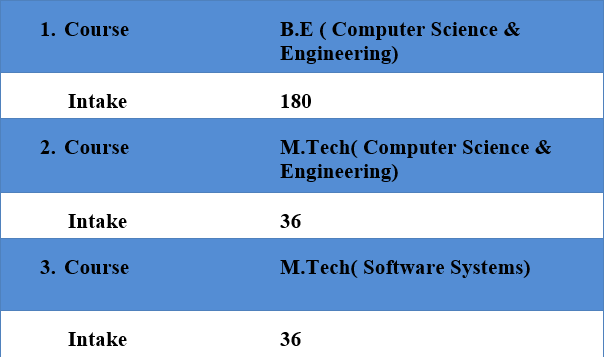 1. Course B.E ( Computer Science &
Engineering)
Intake 180
2. Course M.Tech( Computer Science &
Engineering)
Intake 36
3. Course M.Tech( Software Systems)
Intake 36